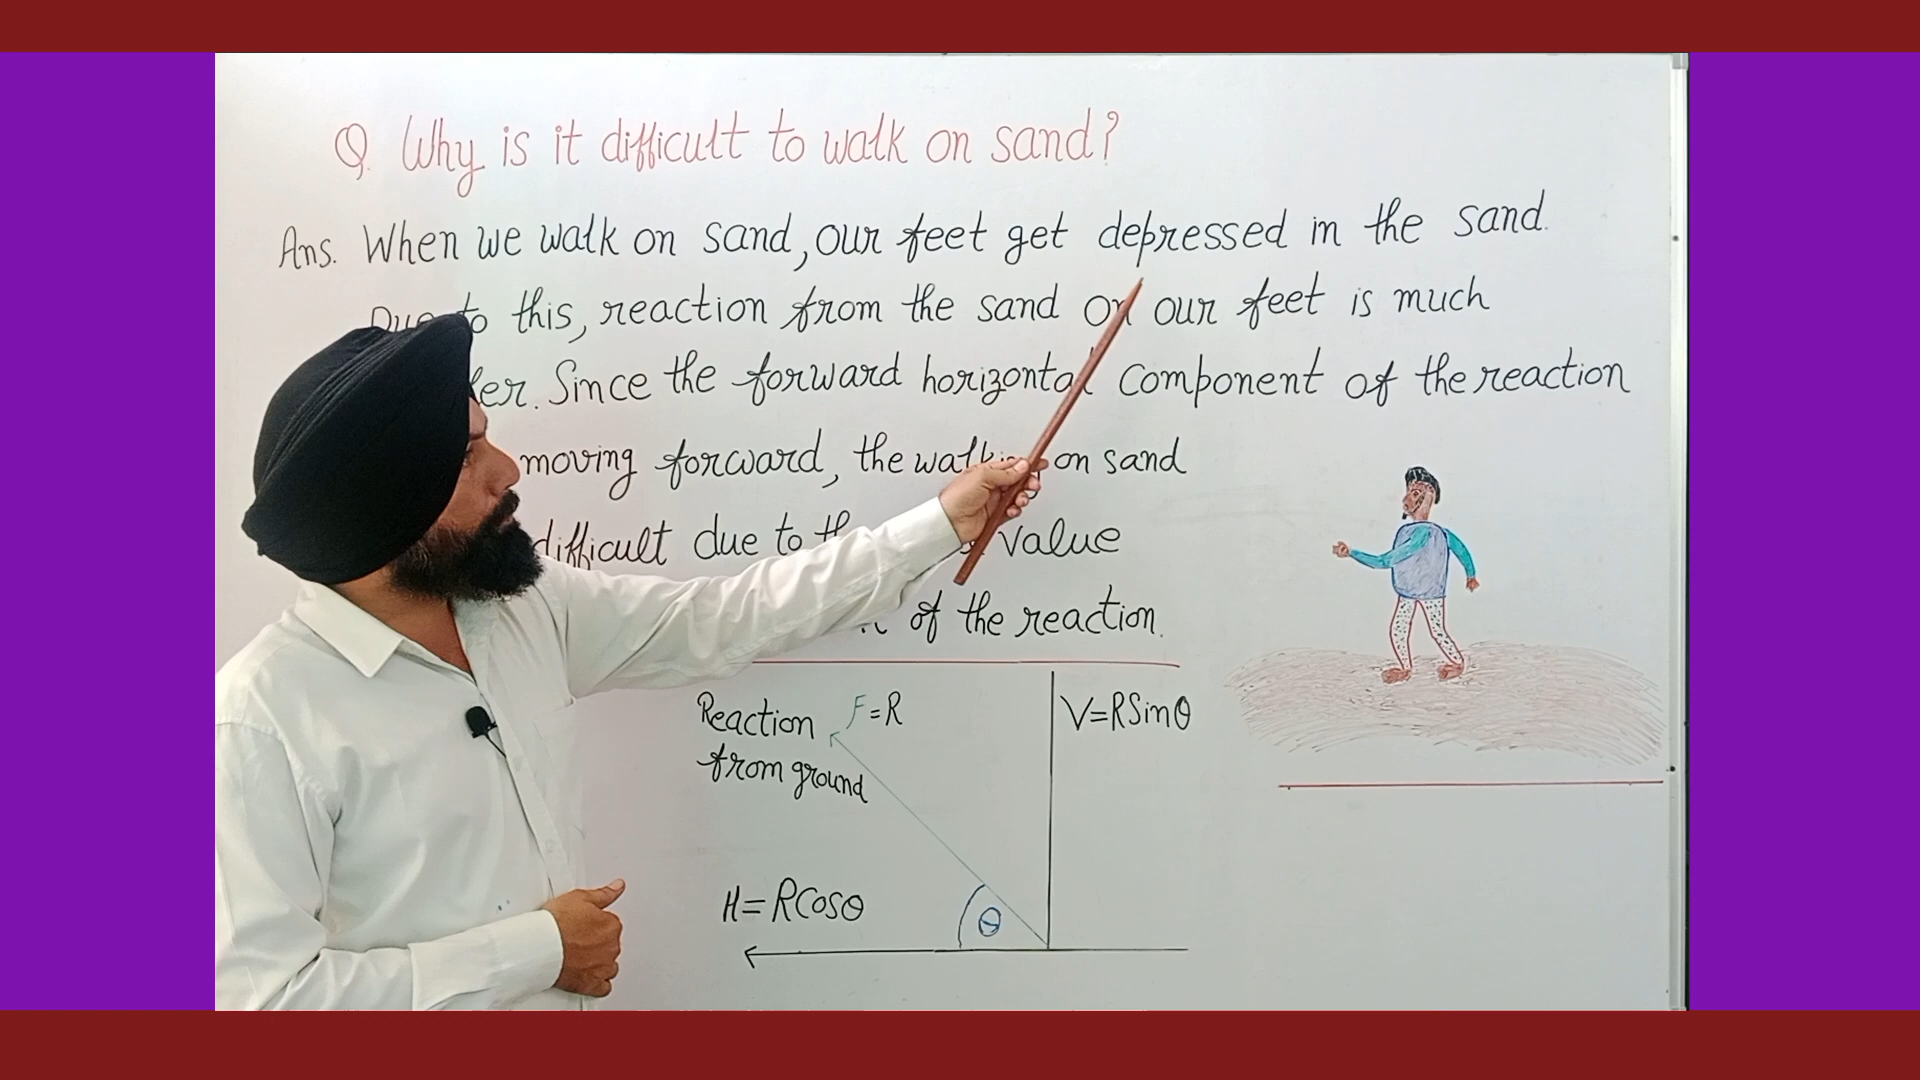 Q. Why is it difficult to walk on sand?
Ans. When we walk on sand, our feet get depressed in the sand.
Due to this, reaction from the sand on our feet is much
Since the forward horizontal component of the reaction
moving forward, the walking on sand
difficult due to value
of the reaction.
Reaction F=R
from ground
V=RSinθ
H=RCosθ
θ